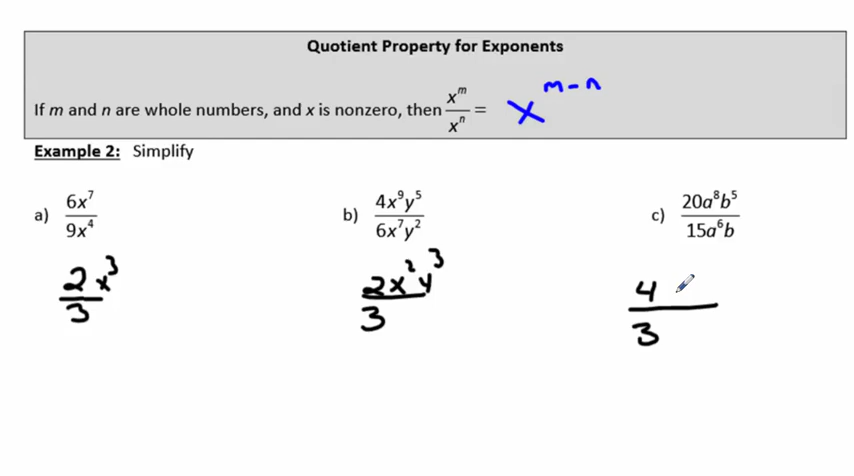 Quotient Property for Exponents
If m and n are whole numbers, and x is nonzero, then x^m/x^n = x^(m-n)
Example 2: Simplify
a) 6x^7/9x^4 b) 4x^9y^5/6x^7y^2 c) 20a^8b^5/15a^6b
2/3 x^3 2x^2y^3/3 4/3